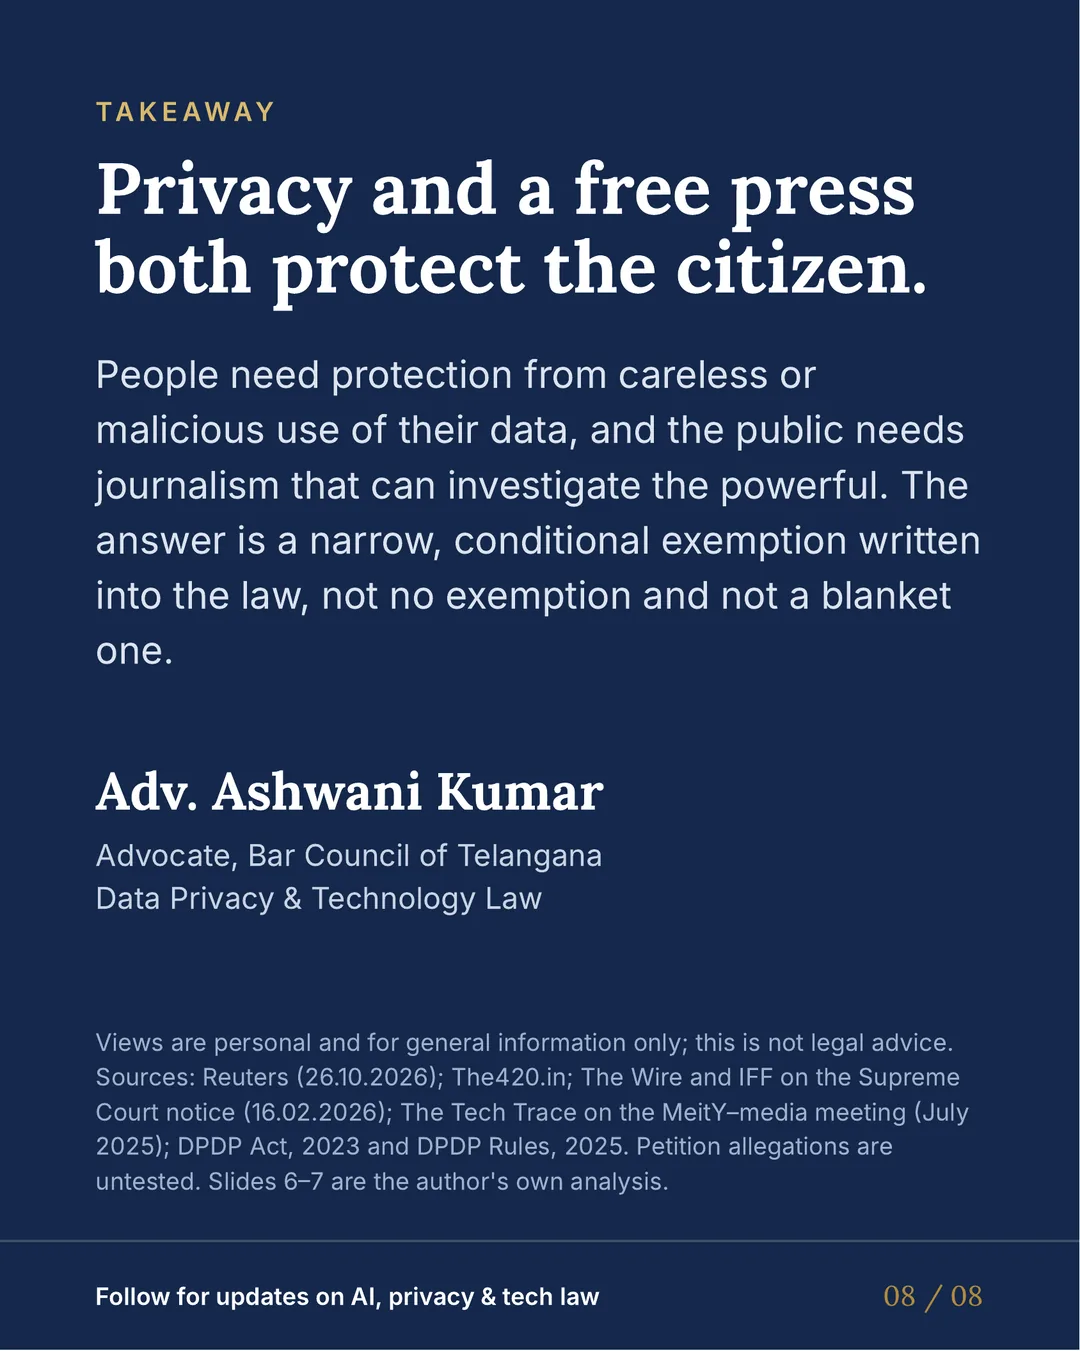 TAKEAWAY
Privacy and a free press
both protect the citizen.
People need protection from careless or
malicious use of their data, and the public needs
journalism that can investigate the powerful. The
answer is a narrow, conditional exemption written
into the law, not no exemption and not a blanket
one.
Adv. Ashwani Kumar
Advocate, Bar Council of Telangana
Data Privacy & Technology Law
Views are personal and for general information only; this is not legal advice.
Sources: Reuters (26.10.2026); The420.in; The Wire and IFF on the Supreme
Court notice (16.02.2026); The Tech Trace on the MeitY–media meeting (July
2025); DPDP Act, 2023 and DPDP Rules, 2025. Petition allegations are
untested. Slides 6–7 are the author's own analysis.
Follow for updates on AI, privacy & tech law
08 / 08